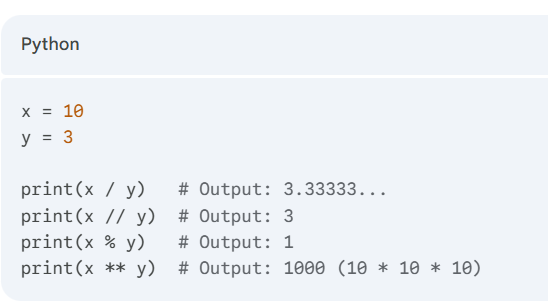 Python
x = 10
y = 3
print(x / y)   # Output: 3.33333...
print(x // y)  # Output: 3
print(x % y)   # Output: 1
print(x ** y)  # Output: 1000 (10 * 10 * 10)